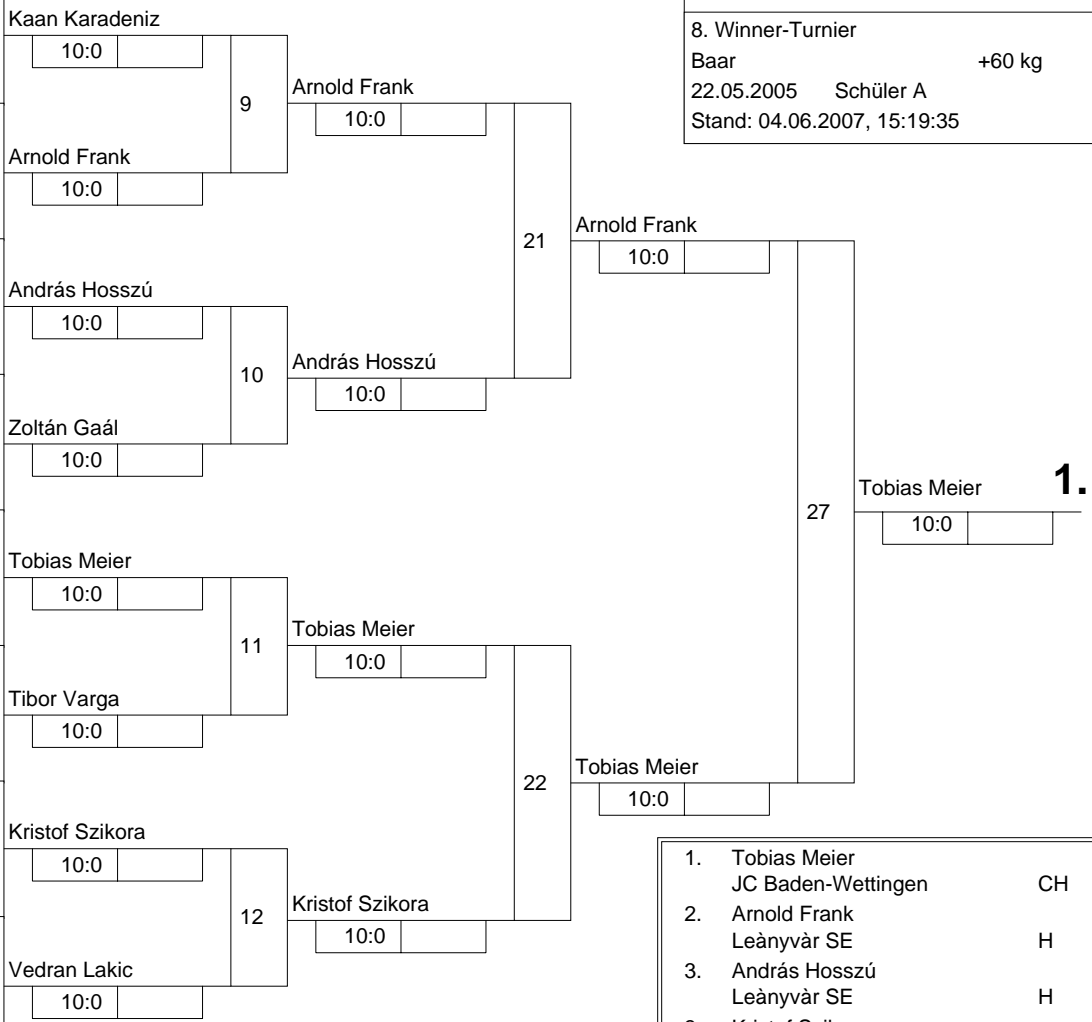 Kaan Karadeniz
10:0
9
Arnold Frank
10:0
Arnold Frank
10:0
8. Winner-Turnier
Baar +60 kg
22.05.2005 Schüler A
Stand: 04.06.2007, 15:19:35
21
Arnold Frank
10:0
András Hosszú
10:0
10
András Hosszú
10:0
Zoltán Gaál
10:0
27
Tobias Meier 1.
10:0
Tobias Meier
10:0
11
Tobias Meier
10:0
Tibor Varga
10:0
22
Tobias Meier
10:0
Kristof Szikora
10:0
12
Kristof Szikora
10:0
Vedran Lakic
10:0
1. Tobias Meier
JC Baden-Wettingen CH
2. Arnold Frank
Leànyvàr SE H
3. András Hosszú
Leànyvàr SE H